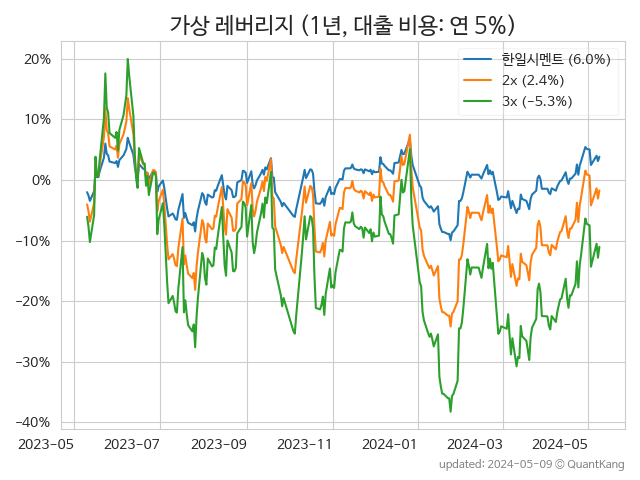 가상 레버리지 (1년, 대출 비용: 연 5%)
한일시멘트 (6.0%)
2x (2.4%)
3x (−5.3%)
20%
10%
0%
−10%
−20%
−30%
−40%
2023-05 2023-07 2023-09 2023-11 2024-01 2024-03 2024-05
updated: 2024-05-09 ⓒ QuantKang